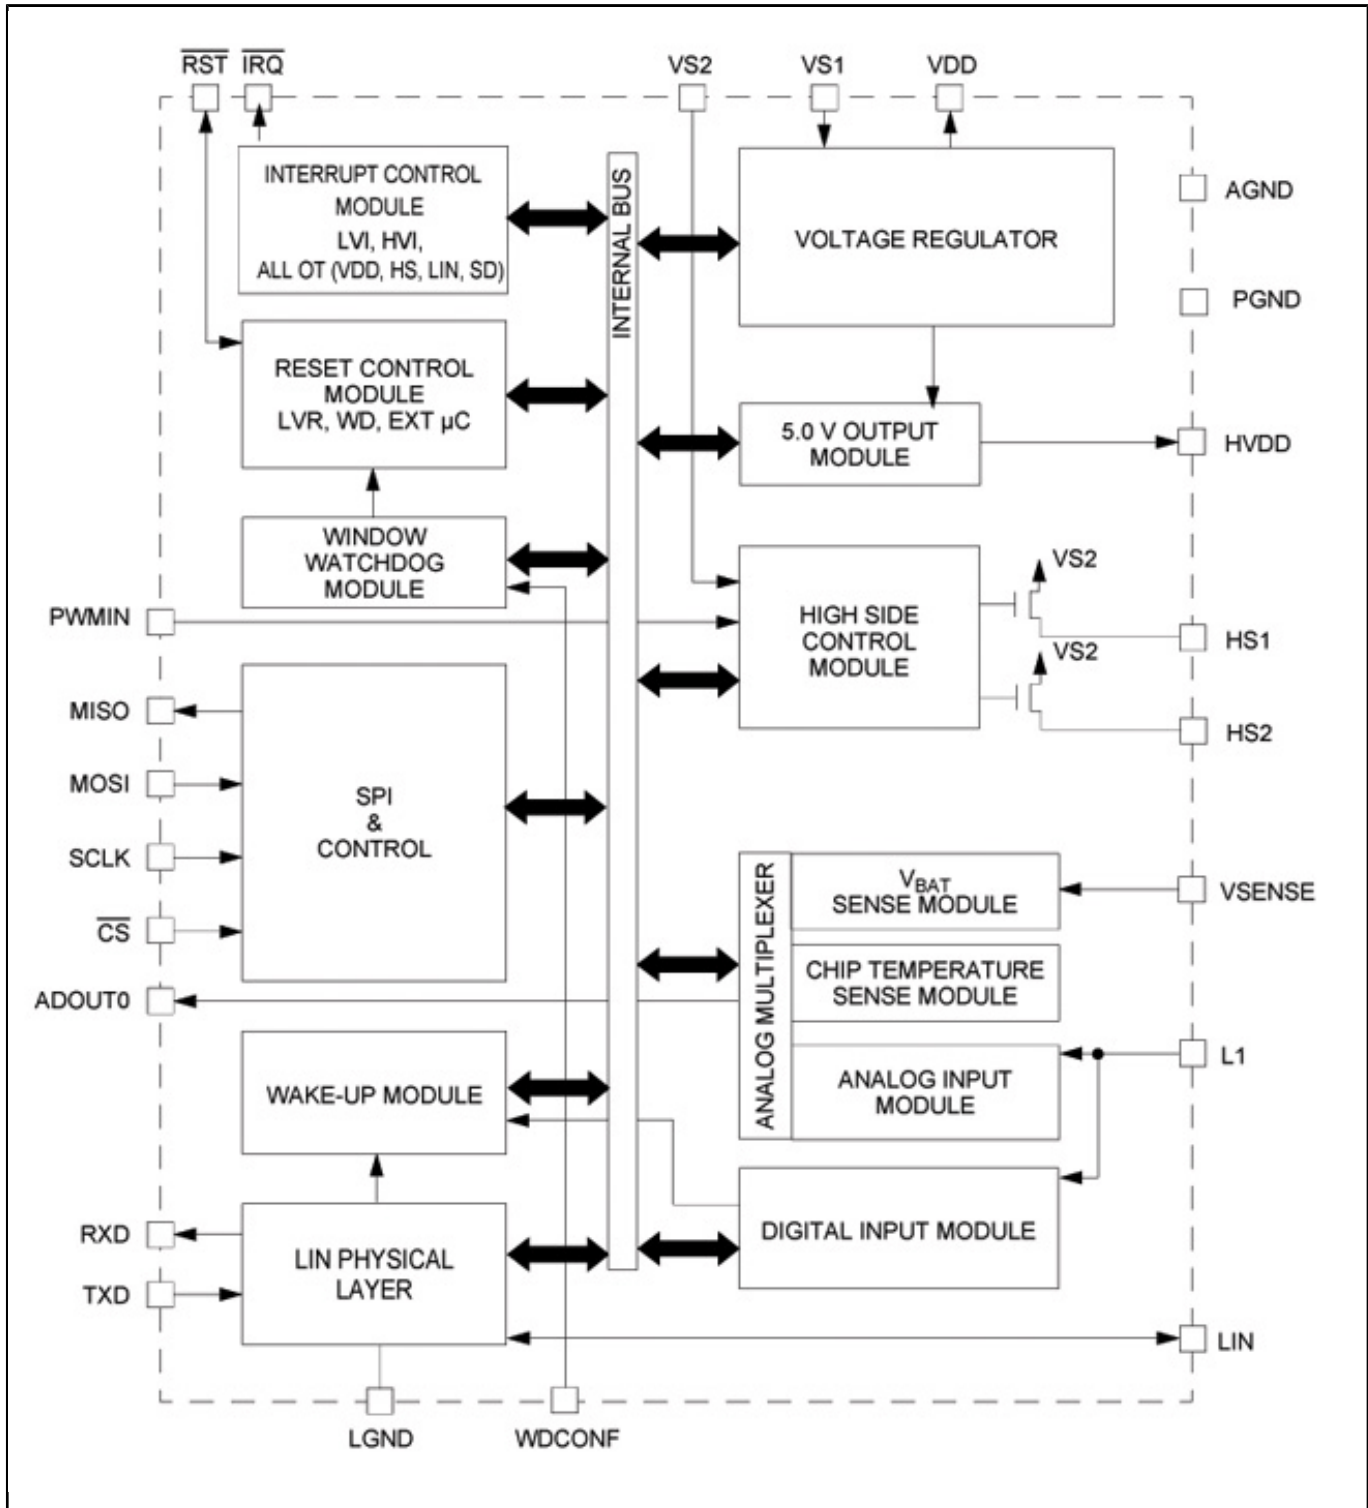 RST IRQ VS2 VS1 VDD
INTERRUPT CONTROL
MODULE
LVI, HVI,
ALL OT (VDD, HS, LIN, SD)
INTERNAL BUS
VOLTAGE REGULATOR
AGND
PGND
RESET CONTROL
MODULE
LVR, WD, EXT µC
5.0 V OUTPUT
MODULE
HVDD
WINDOW
WATCHDOG
MODULE
PWMIN
HIGH SIDE
CONTROL
MODULE
VS2
HS1
VS2
HS2
MISO
MOSI
SCLK
CS
SPI
&
CONTROL
ADOUT0
ANALOG MULTIPLEXER
VBAT
SENSE MODULE
VSENSE
CHIP TEMPERATURE
SENSE MODULE
ANALOG INPUT
MODULE
L1
WAKE-UP MODULE
DIGITAL INPUT MODULE
RXD
TXD
LIN PHYSICAL
LAYER
LIN
LGND WDCONF